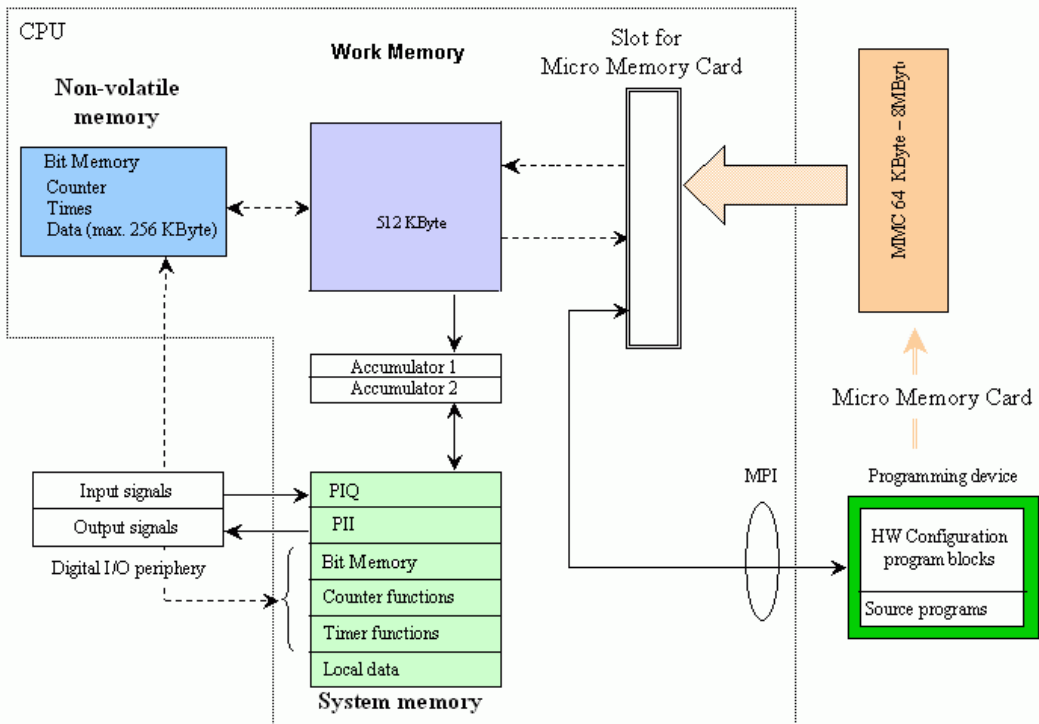 CPU
Work Memory
Slot for
Micro Memory Card
Non-volatile
memory
Bit Memory
Counter
Times
Data (max. 256 KByte)
512 KByte
MMC 64 KByte – 8MByte
Accumulator 1
Accumulator 2
Micro Memory Card
Input signals
Output signals
Digital I/O periphery
PIQ
PII
Bit Memory
Counter functions
Timer functions
Local data
System memory
MPI
Programming device
HW Configuration
program blocks
Source programs